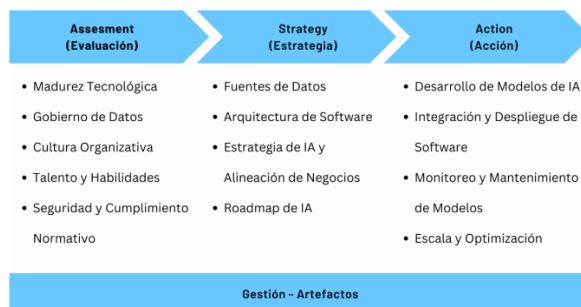 Assesment
(Evaluación)
Strategy
(Estrategia)
Action
(Acción)
• Madurez Tecnológica
• Gobierno de Datos
• Cultura Organizativa
• Talento y Habilidades
• Seguridad y Cumplimiento
Normativo
• Fuentes de Datos
• Arquitectura de Software
• Estrategia de IA y
Alineación de Negocios
• Roadmap de IA
• Desarrollo de Modelos de IA
• Integración y Despliegue de
Software
• Monitoreo y Mantenimiento
de Modelos
• Escala y Optimización
Gestión - Artefactos